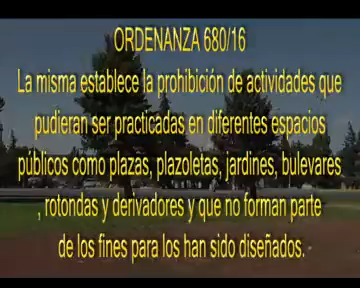 ORDENANZA 680/16
La misma establece la prohibición de actividades que
pudieran ser practicadas en diferentes espacios
públicos como plazas, plazoletas, jardines, bulevares
, rotondas y derivadores y que no forman parte
de los fines para los han sido diseñados.